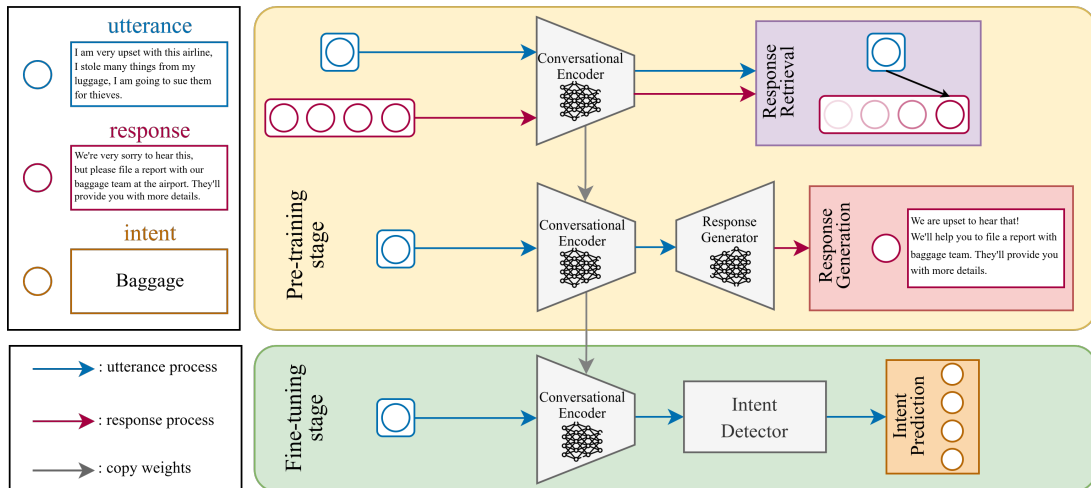 utterance
I am very upset with this airline,
I stole many things from my
luggage, I am going to sue them
for thieves.
response
We're very sorry to hear this,
but please file a report with our
baggage team at the airport. They'll
provide you with more details.
intent
Baggage
: utterance process
: response process
: copy weights
Pre-training
stage
Conversational
Encoder
Response
Retrieval
Conversational
Encoder
Response
Generator
Response
Generation
We are upset to hear that!
We'll help you to file a report with
baggage team. They'll provide you
with more details.
Fine-tuning
stage
Conversational
Encoder
Intent
Detector
Intent
Prediction